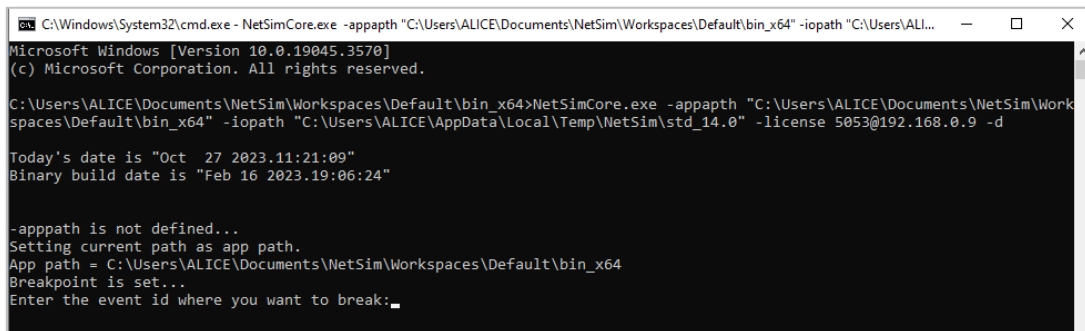 C:\Windows\System32\cmd.exe - NetSimCore.exe -appapth "C:\Users\ALICE\Documents\NetSim\Workspaces\Default\bin_x64" -iopath "C:\Users\ALI...
Microsoft Windows [Version 10.0.19045.3570]
(c) Microsoft Corporation. All rights reserved.
C:\Users\ALICE\Documents\NetSim\Workspaces\Default\bin_x64>NetSimCore.exe -appapth "C:\Users\ALICE\Documents\NetSim\Work
spaces\Default\bin_x64" -iopath "C:\Users\ALICE\AppData\Local\Temp\NetSim\std_14.0" -license 5053@192.168.0.9 -d
Today's date is "Oct  27 2023.11:21:09"
Binary build date is "Feb 16 2023.19:06:24"
-apppath is not defined...
Setting current path as app path.
App path = C:\Users\ALICE\Documents\NetSim\Workspaces\Default\bin_x64
Breakpoint is set...
Enter the event id where you want to break: